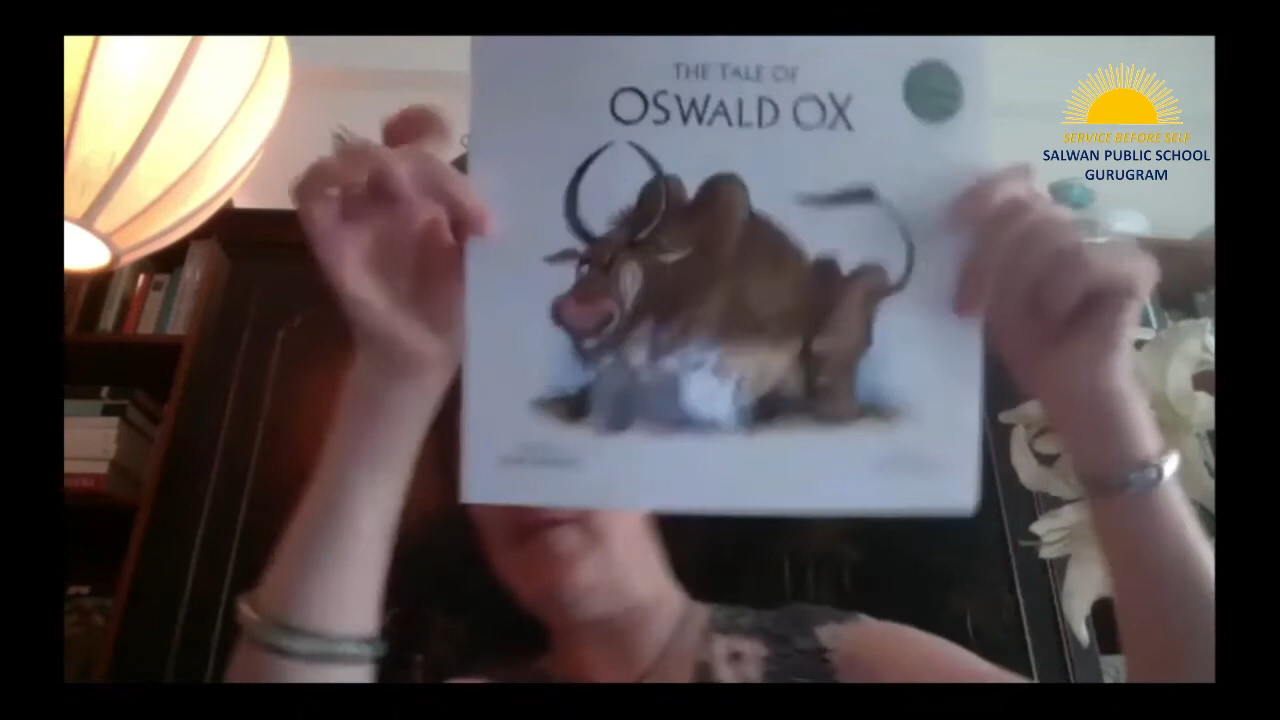 THE TALE OF
OSWALD OX
SERVICE BEFORE SELF
SALWAN PUBLIC SCHOOL
GURUGRAM